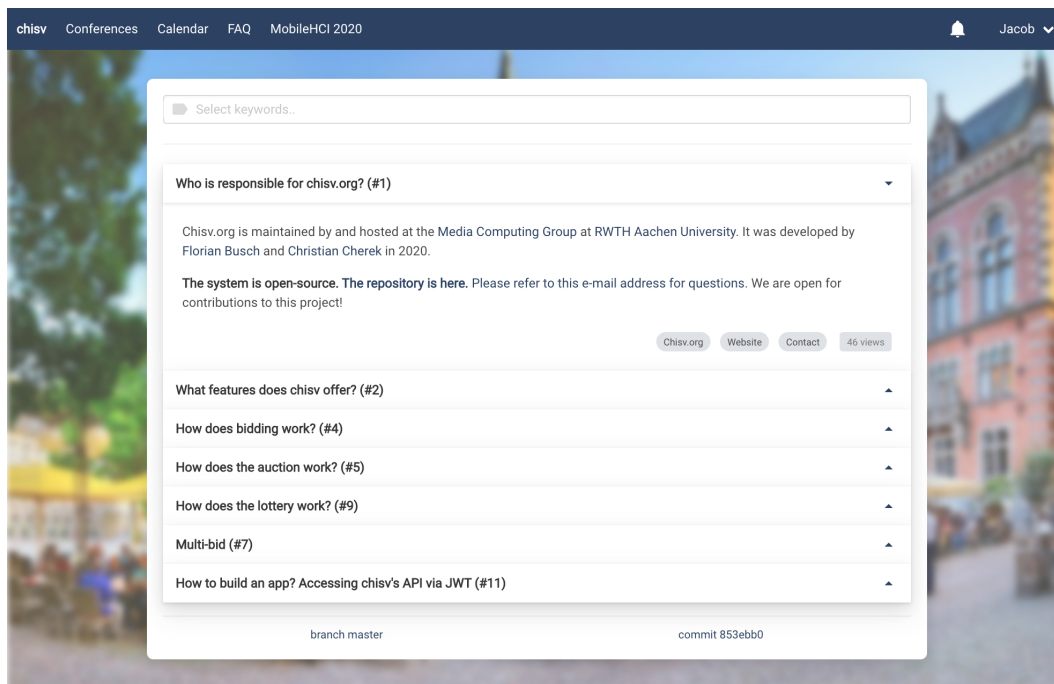 chisv Conferences Calendar FAQ MobileHCI 2020 Jacob
Select keywords..
Who is responsible for chisv.org? (#1)
Chisv.org is maintained by and hosted at the Media Computing Group at RWTH Aachen University. It was developed by
Florian Busch and Christian Cherek in 2020.
The system is open-source. The repository is here. Please refer to this e-mail address for questions. We are open for
contributions to this project!
Chisv.org Website Contact 46 views
What features does chisv offer? (#2)
How does bidding work? (#4)
How does the auction work? (#5)
How does the lottery work? (#9)
Multi-bid (#7)
How to build an app? Accessing chisv's API via JWT (#11)
branch master commit 853ebb0